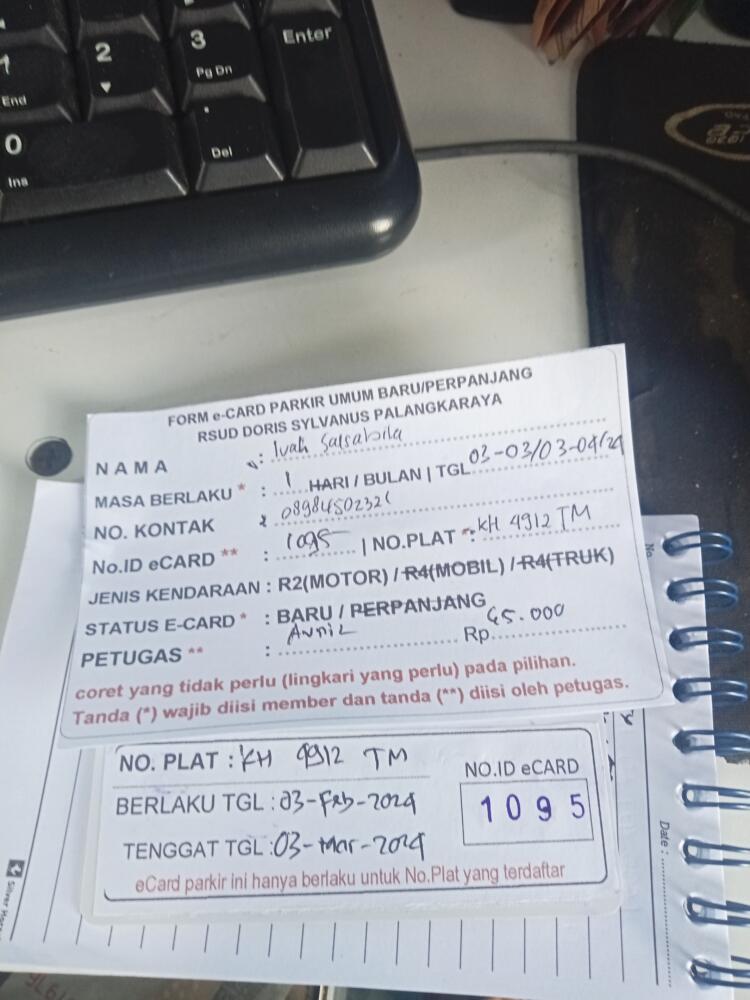 1
End
2
3
Pg Dn
Enter
0
Ins
.
Del
FORM e-CARD PARKIR UMUM BARU/PERPANJANG
RSUD DORIS SYLVANUS PALANGKARAYA
NAMA : Ivah Salsabila
MASA BERLAKU * : 1 HARI / BULAN | TGL 03-03/03-04/24
NO. KONTAK : 08984502326
No.ID eCARD ** : 1095 | NO.PLAT *: KH 4912 TM
JENIS KENDARAAN : R2(MOTOR) / R4(MOBIL) / R4(TRUK)
STATUS E-CARD * : BARU / PERPANJANG
PETUGAS ** : Rp. 45.000
coret yang tidak perlu (lingkari yang perlu) pada pilihan.
Tanda (*) wajib diisi member dan tanda (**) diisi oleh petugas.
NO. PLAT : KH 4912 TM
NO.ID eCARD
BERLAKU TGL : 03-Feb-2024
1095
TENGGAT TGL : 03-Mar-2024
eCard parkir ini hanya berlaku untuk No.Plat yang terdaftar
No
Date :